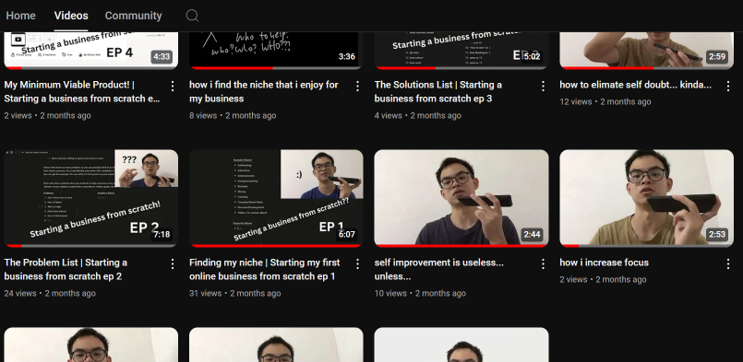 Home Videos Community
Starting a business from scratch
EP 4
4:33
who to help?
who? who? WHO???
3:36
Starting a business from scratch
5:02
2:59
My Minimum Viable Product! |
Starting a business from scratch e...
2 views • 2 months ago
how i find the niche that i enjoy for
my business
8 views • 2 months ago
The Solutions List | Starting a
business from scratch ep 3
4 views • 2 months ago
how to elimate self doubt... kinda...
12 views • 2 months ago
???
Starting a business from scratch!
EP 2
7:18
:)
Starting a business from scratch??
EP 1
6:07
2:44
2:53
The Problem List | Starting a
business from scratch ep 2
24 views • 2 months ago
Finding my niche | Starting my first
online business from scratch ep 1
31 views • 2 months ago
self improvement is useless...
unless...
10 views • 2 months ago
how i increase focus
2 views • 2 months ago